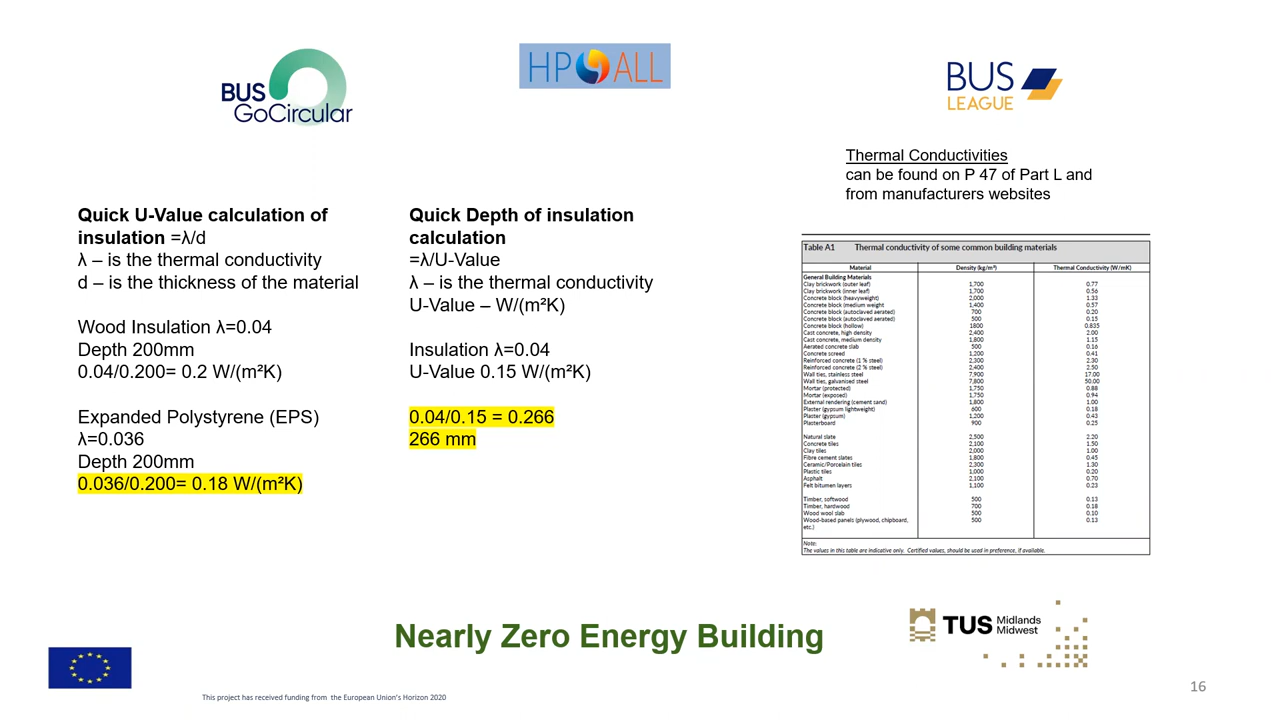 BUS
GoCircular
HP ALL
BUS
LEAGUE
Thermal Conductivities
can be found on P 47 of Part L and
from manufacturers websites
Quick U-Value calculation of
insulation =λ/d
λ – is the thermal conductivity
d – is the thickness of the material
Wood Insulation λ=0.04
Depth 200mm
0.04/0.200= 0.2 W/(m²K)
Expanded Polystyrene (EPS)
λ=0.036
Depth 200mm
0.036/0.200= 0.18 W/(m²K)
Quick Depth of insulation
calculation
=λ/U-Value
λ – is the thermal conductivity
U-Value – W/(m²K)
Insulation λ=0.04
U-Value 0.15 W/(m²K)
0.04/0.15 = 0.266
266 mm
Table A1 Thermal conductivity of some common building materials
Material Density (kg/m³) Thermal Conductivity (W/mK)
General Building Materials
Clay brickwork (outer leaf) 1,700 0.77
Clay brickwork (inner leaf) 1,700 0.56
Concrete block (heavyweight) 2,000 1.33
Concrete block (medium weight 1,400 0.57
Concrete block (autoclaved aerated) 700 0.20
Concrete block (autoclaved aerated) 500 0.15
Concrete block (hollow) 1800 0.835
Cast concrete, high density 2,400 2.00
Cast concrete, medium density 1,800 1.15
Aerated concrete slab 500 0.16
Concrete screed 1,200 0.41
Reinforced concrete (1 % steel) 2,300 2.30
Reinforced concrete (2 % steel) 2,400 2.50
Wall ties, stainless steel 7,900 17.00
Wall ties, galvanised steel 7,800 50.00
Mortar (protected) 1,750 0.88
Mortar (exposed) 1,750 0.94
External rendering (cement sand) 1,800 1.00
Plaster (gypsum lightweight) 600 0.18
Plaster (gypsum) 1,200 0.43
Plasterboard 900 0.25
Natural slate 2,500 2.20
Concrete tiles 2,100 1.50
Clay tiles 2,000 1.00
Fibre cement slates 1,800 0.45
Ceramic/Porcelain tiles 2,300 1.30
Plastic tiles 1,000 0.20
Asphalt 2,100 0.70
Felt bitumen layers 1,100 0.23
Timber, softwood 500 0.13
Timber, hardwood 700 0.18
Wood wool slab 500 0.10
Wood-based panels (plywood, chipboard, 500 0.13
etc.)
Note:
The values in this table are indicative only. Certified values, should be used in preference, if available.
Nearly Zero Energy Building
TUS Midlands
Midwest
This project has received funding from the European Union's Horizon 2020
16